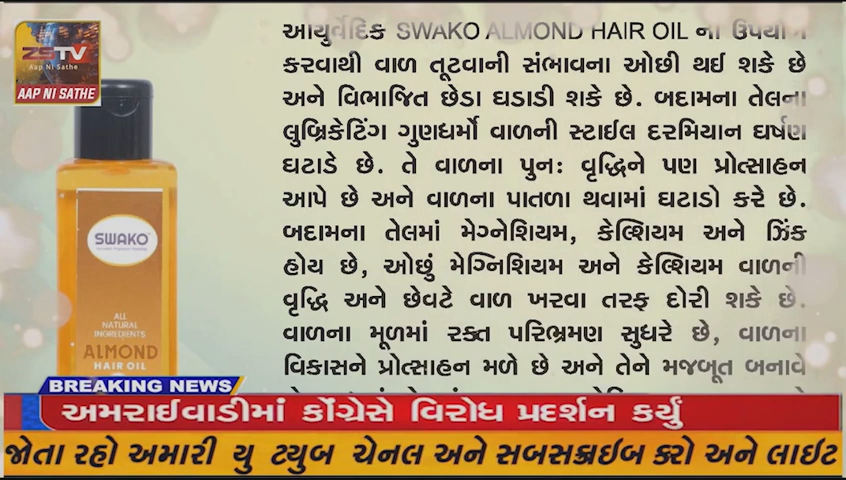 ZSTV
Aap Ni Sathe
AAP NI SATHE
આયુર્વેદિક SWAKO ALMOND HAIR OIL ના ઉપયોગ
કરવાથી વાળ તૂટવાની સંભાવના ઓછી થઈ શકે છે
અને વિભાજિત છેડા ઘડાડી શકે છે. બદામના તેલના
લુબ્રિકેટિંગ ગુણધર્મો વાળની સ્ટાઈલ દરમિયાન ઘર્ષણ
ઘટાડે છે. તે વાળના પુનઃ વૃદ્ધિને પણ પ્રોત્સાહન
આપે છે અને વાળના પાતળા થવામાં ઘટાડો કરે છે.
બદામના તેલમાં મેગ્નેશિયમ, કેલ્શિયમ અને ઝિંક
હોય છે, ઓછું મેગ્નિશિયમ અને કેલ્શિયમ વાળની
વૃદ્ધિ અને છેવટે વાળ ખરવા તરફ દોરી શકે છે.
વાળના મૂળમાં રક્ત પરિભ્રમણ સુધરે છે, વાળના
વિકાસને પ્રોત્સાહન મળે છે અને તેને મજબૂત બનાવે
SWAKO
ALL
NATURAL
INGREDIENTS
ALMOND
HAIR OIL
BREAKING NEWS
અમરાઈવાડીમાં કોંગ્રેસે વિરોધ પ્રદર્શન કર્યું
જોતા રહો અમારી યુ ટ્યુબ ચેનલ અને સબસક્રાઇબ કરો અને લાઈટ